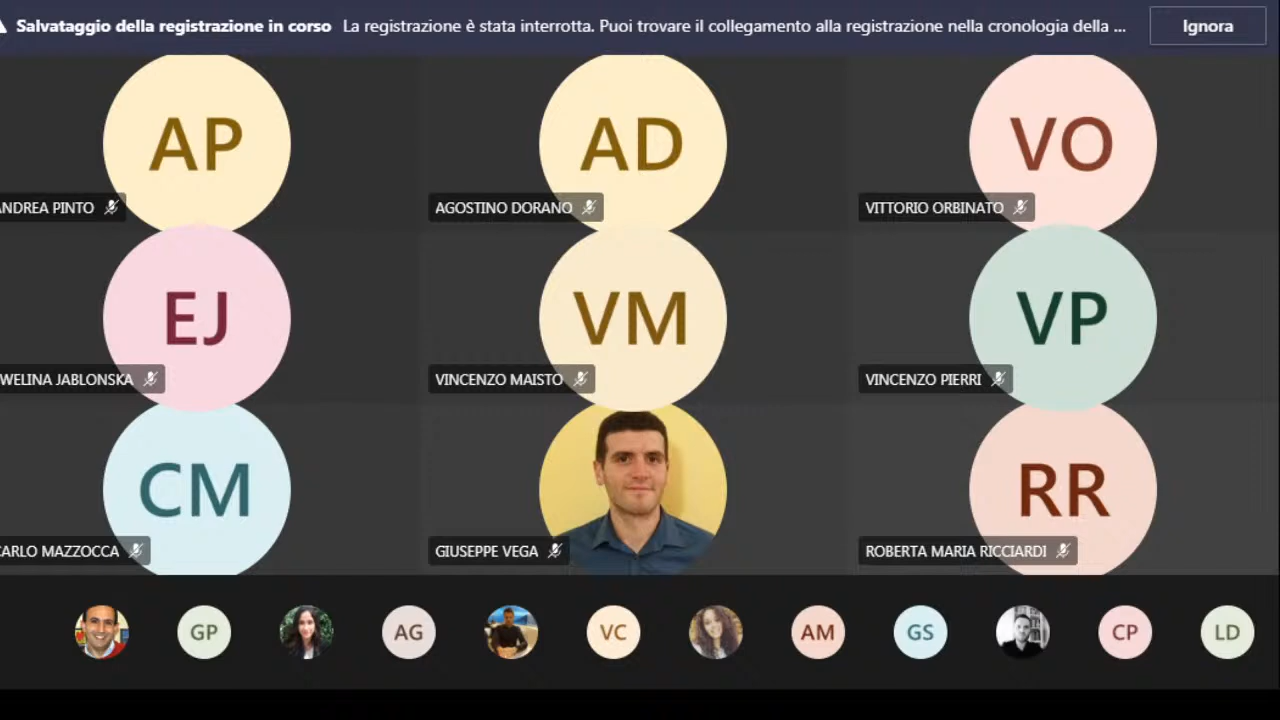 Salvataggio della registrazione in corso La registrazione è stata interrotta. Puoi trovare il collegamento alla registrazione nella cronologia della ... Ignora
AP AD VO
ANDREA PINTO AGOSTINO DORANO VITTORIO ORBINATO
EJ VM VP
WELINA JABLONSKA VINCENZO MAISTO VINCENZO PIERRI
CM RR
CARLO MAZZOCCA GIUSEPPE VEGA ROBERTA MARIA RICCIARDI
GP AG VC AM GS CP LD